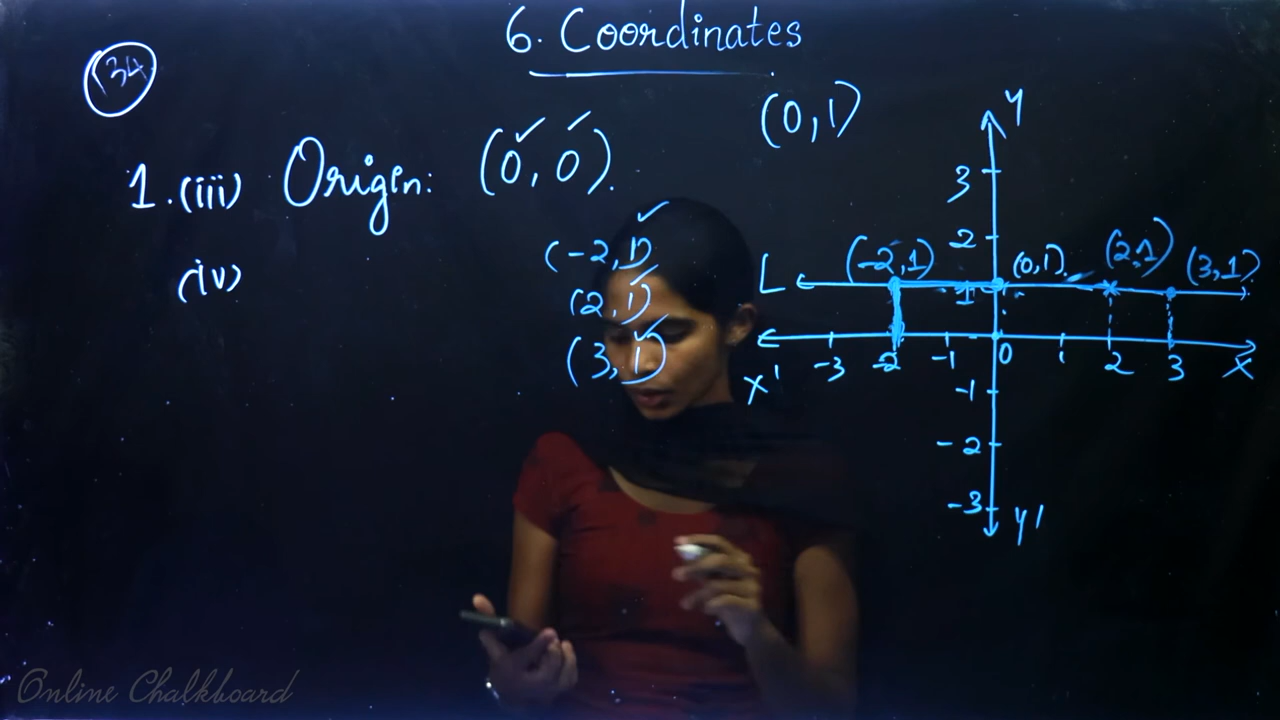 6. Coordinates
(34)
1. (iii) Origin: (0, 0).
(iv)
(-2, 1)
(2, 1)
(3, 1)
(0, 1)
Y
3
2
L (-2, 1) 1 (0, 1). (2, 1) (3, 1)
-3 -2 -1 0 1 2 3
X' X
-1
-2
-3
Y'
Online Chalkboard